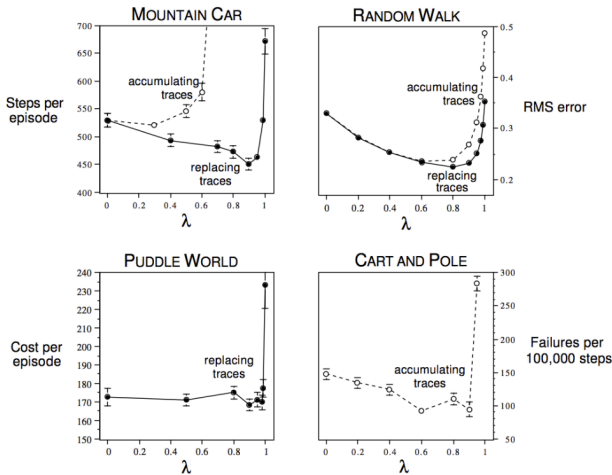 MOUNTAIN CAR
700
650
600
550
500
450
400
Steps per
episode
accumulating
traces
replacing
traces
0 0.2 0.4 0.6 0.8 1
λ
RANDOM WALK
accumulating
traces
replacing
traces
0.5
0.4
0.3
0.2
RMS error
0 0.2 0.4 0.6 0.8 1
λ
PUDDLE WORLD
240
230
220
210
200
190
180
170
160
150
Cost per
episode
replacing
traces
0 0.2 0.4 0.6 0.8 1
λ
CART AND POLE
accumulating
traces
300
250
200
150
100
50
Failures per
100,000 steps
0 0.2 0.4 0.6 0.8 1
λ